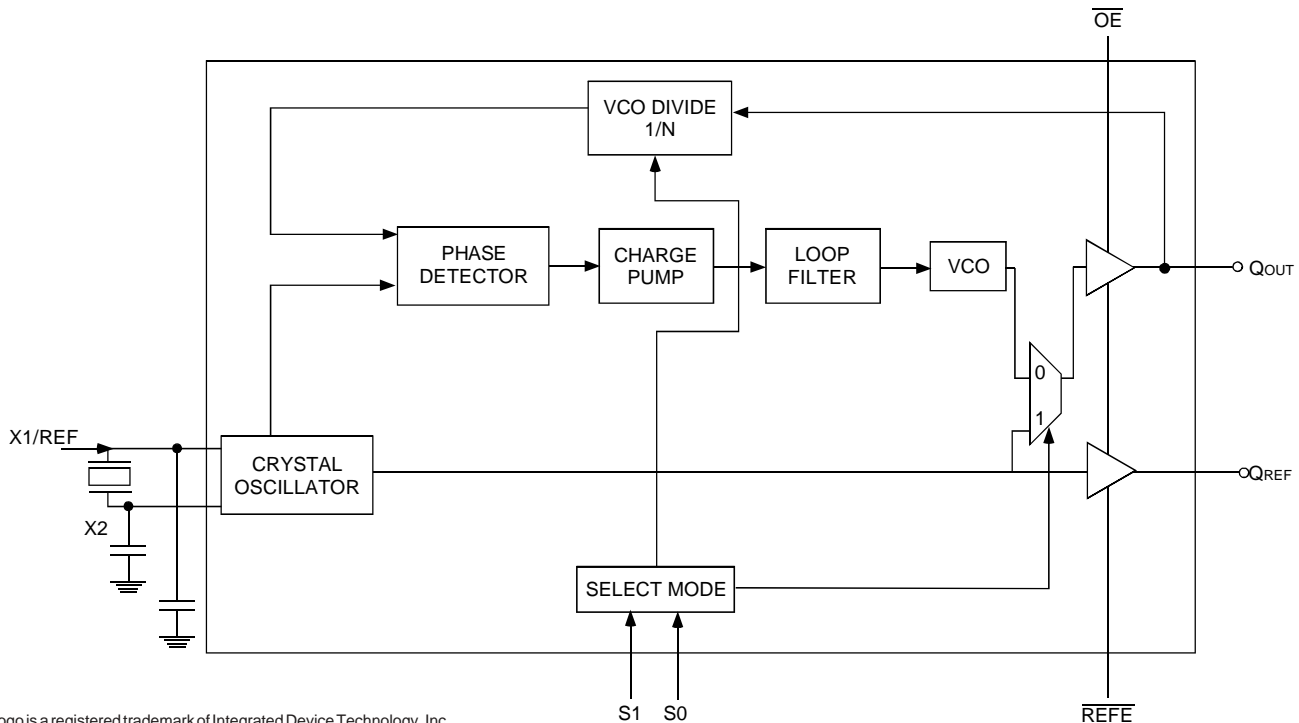 OE
VCO DIVIDE
1/N
PHASE
DETECTOR
CHARGE
PUMP
LOOP
FILTER
VCO
QOUT
0
1
X1/REF
CRYSTAL
OSCILLATOR
QREF
X2
SELECT MODE
S1 S0
REFE
logo is a registered trademark of Integrated Device Technology, Inc.